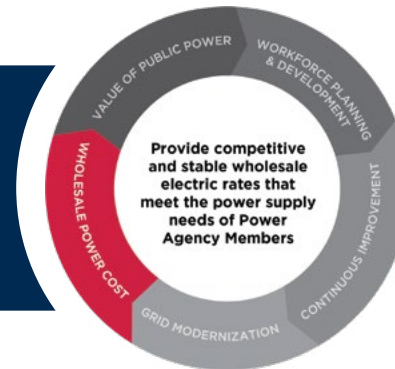 VALUE OF PUBLIC POWER
WORKFORCE PLANNING
& DEVELOPMENT
CONTINUOUS IMPROVEMENT
GRID MODERNIZATION
WHOLESALE POWER COST
Provide competitive
and stable wholesale
electric rates that
meet the power supply
needs of Power
Agency Members